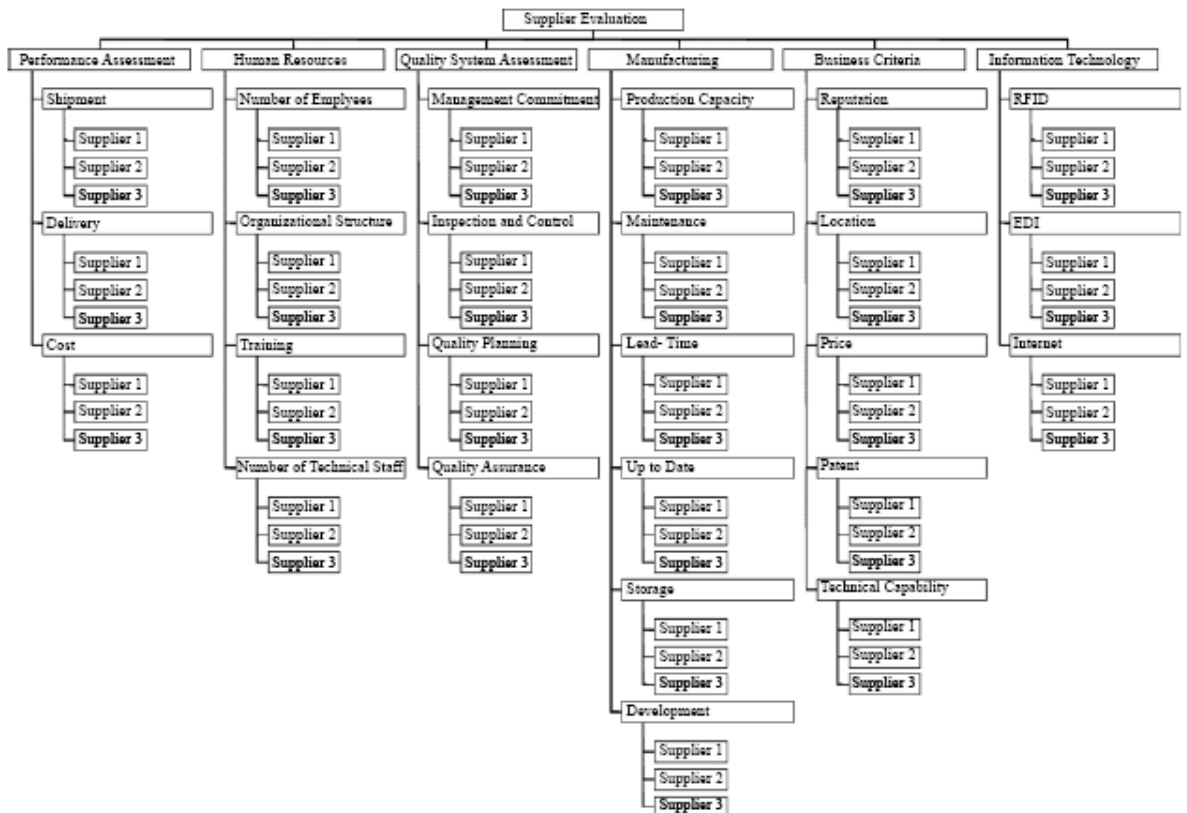 Supplier Evaluation
Performance Assessment
Shipment
Supplier 1
Supplier 2
Supplier 3
Delivery
Supplier 1
Supplier 2
Supplier 3
Cost
Supplier 1
Supplier 2
Supplier 3
Human Resources
Number of Emplyees
Supplier 1
Supplier 2
Supplier 3
Organizational Structure
Supplier 1
Supplier 2
Supplier 3
Training
Supplier 1
Supplier 2
Supplier 3
Number of Technical Staff
Supplier 1
Supplier 2
Supplier 3
Quality System Assessment
Management Commitment
Supplier 1
Supplier 2
Supplier 3
Inspection and Control
Supplier 1
Supplier 2
Supplier 3
Quality Planning
Supplier 1
Supplier 2
Supplier 3
Quality Assurance
Supplier 1
Supplier 2
Supplier 3
Manufacturing
Production Capacity
Supplier 1
Supplier 2
Supplier 3
Maintenance
Supplier 1
Supplier 2
Supplier 3
Lead- Time
Supplier 1
Supplier 2
Supplier 3
Up to Date
Supplier 1
Supplier 2
Supplier 3
Storage
Supplier 1
Supplier 2
Supplier 3
Development
Supplier 1
Supplier 2
Supplier 3
Business Criteria
Reputation
Supplier 1
Supplier 2
Supplier 3
Location
Supplier 1
Supplier 2
Supplier 3
Price
Supplier 1
Supplier 2
Supplier 3
Patent
Supplier 1
Supplier 2
Supplier 3
Technical Capability
Supplier 1
Supplier 2
Supplier 3
Information Technology
RFID
Supplier 1
Supplier 2
Supplier 3
EDI
Supplier 1
Supplier 2
Supplier 3
Internet
Supplier 1
Supplier 2
Supplier 3